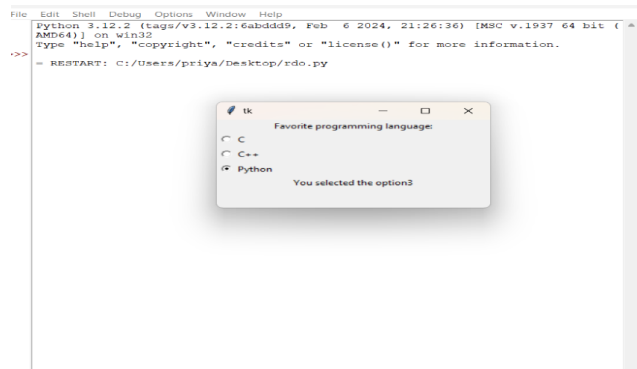 File Edit Shell Debug Options Window Help
Python 3.12.2 (tags/v3.12.2:6abddd9, Feb  6 2024, 21:26:36) [MSC v.1937 64 bit (
AMD64)] on win32
Type "help", "copyright", "credits" or "license()" for more information.
>>
= RESTART: C:/Users/priya/Desktop/rdo.py
tk
Favorite programming language:
C
C++
Python
You selected the option3